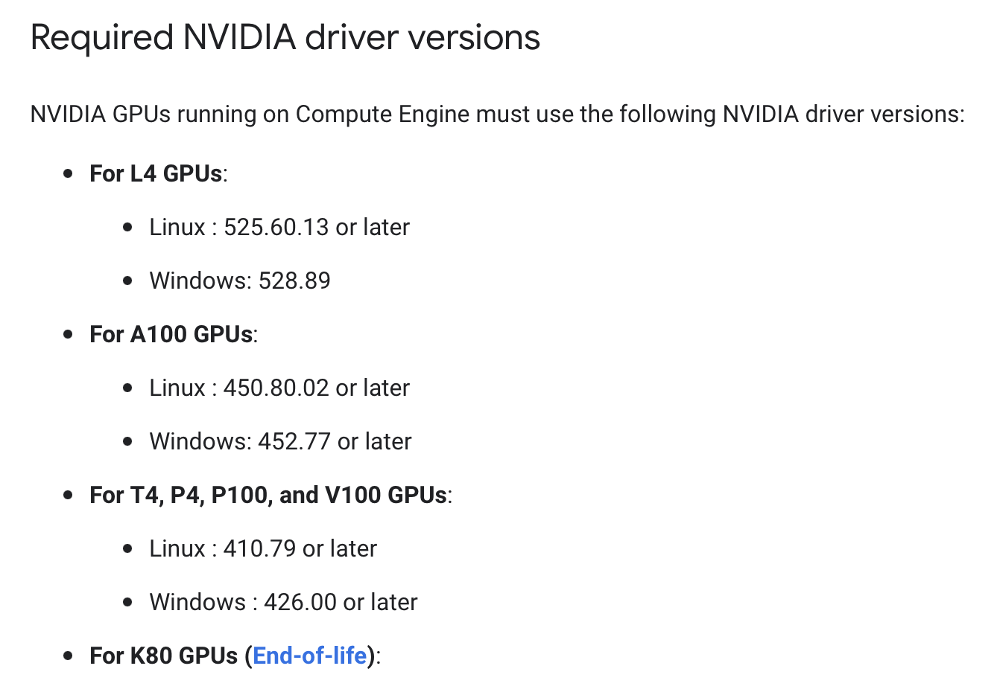 Required NVIDIA driver versions
NVIDIA GPUs running on Compute Engine must use the following NVIDIA driver versions:
• For L4 GPUs:
• Linux : 525.60.13 or later
• Windows: 528.89
• For A100 GPUs:
• Linux : 450.80.02 or later
• Windows: 452.77 or later
• For T4, P4, P100, and V100 GPUs:
• Linux : 410.79 or later
• Windows : 426.00 or later
• For K80 GPUs (End-of-life):